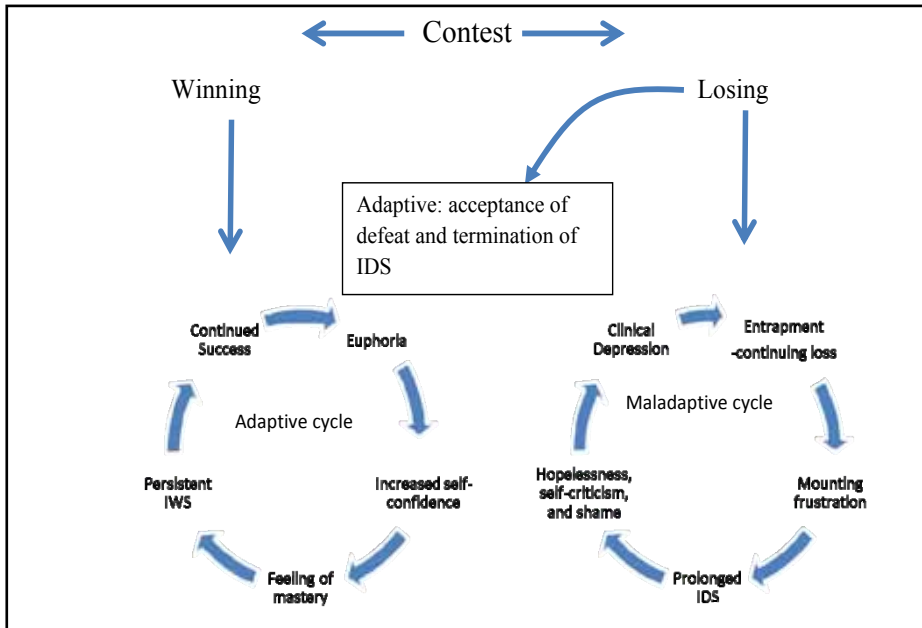 Contest
Winning
Losing
Adaptive: acceptance of
defeat and termination of
IDS
Continued
Success
Euphoria
Adaptive cycle
Persistent
IWS
Increased self-
confidence
Feeling of
mastery
Clinical
Depression
Entrapment
-continuing loss
Maladaptive cycle
Hopelessness,
self-criticism,
and shame
Mounting
frustration
Prolonged
IDS